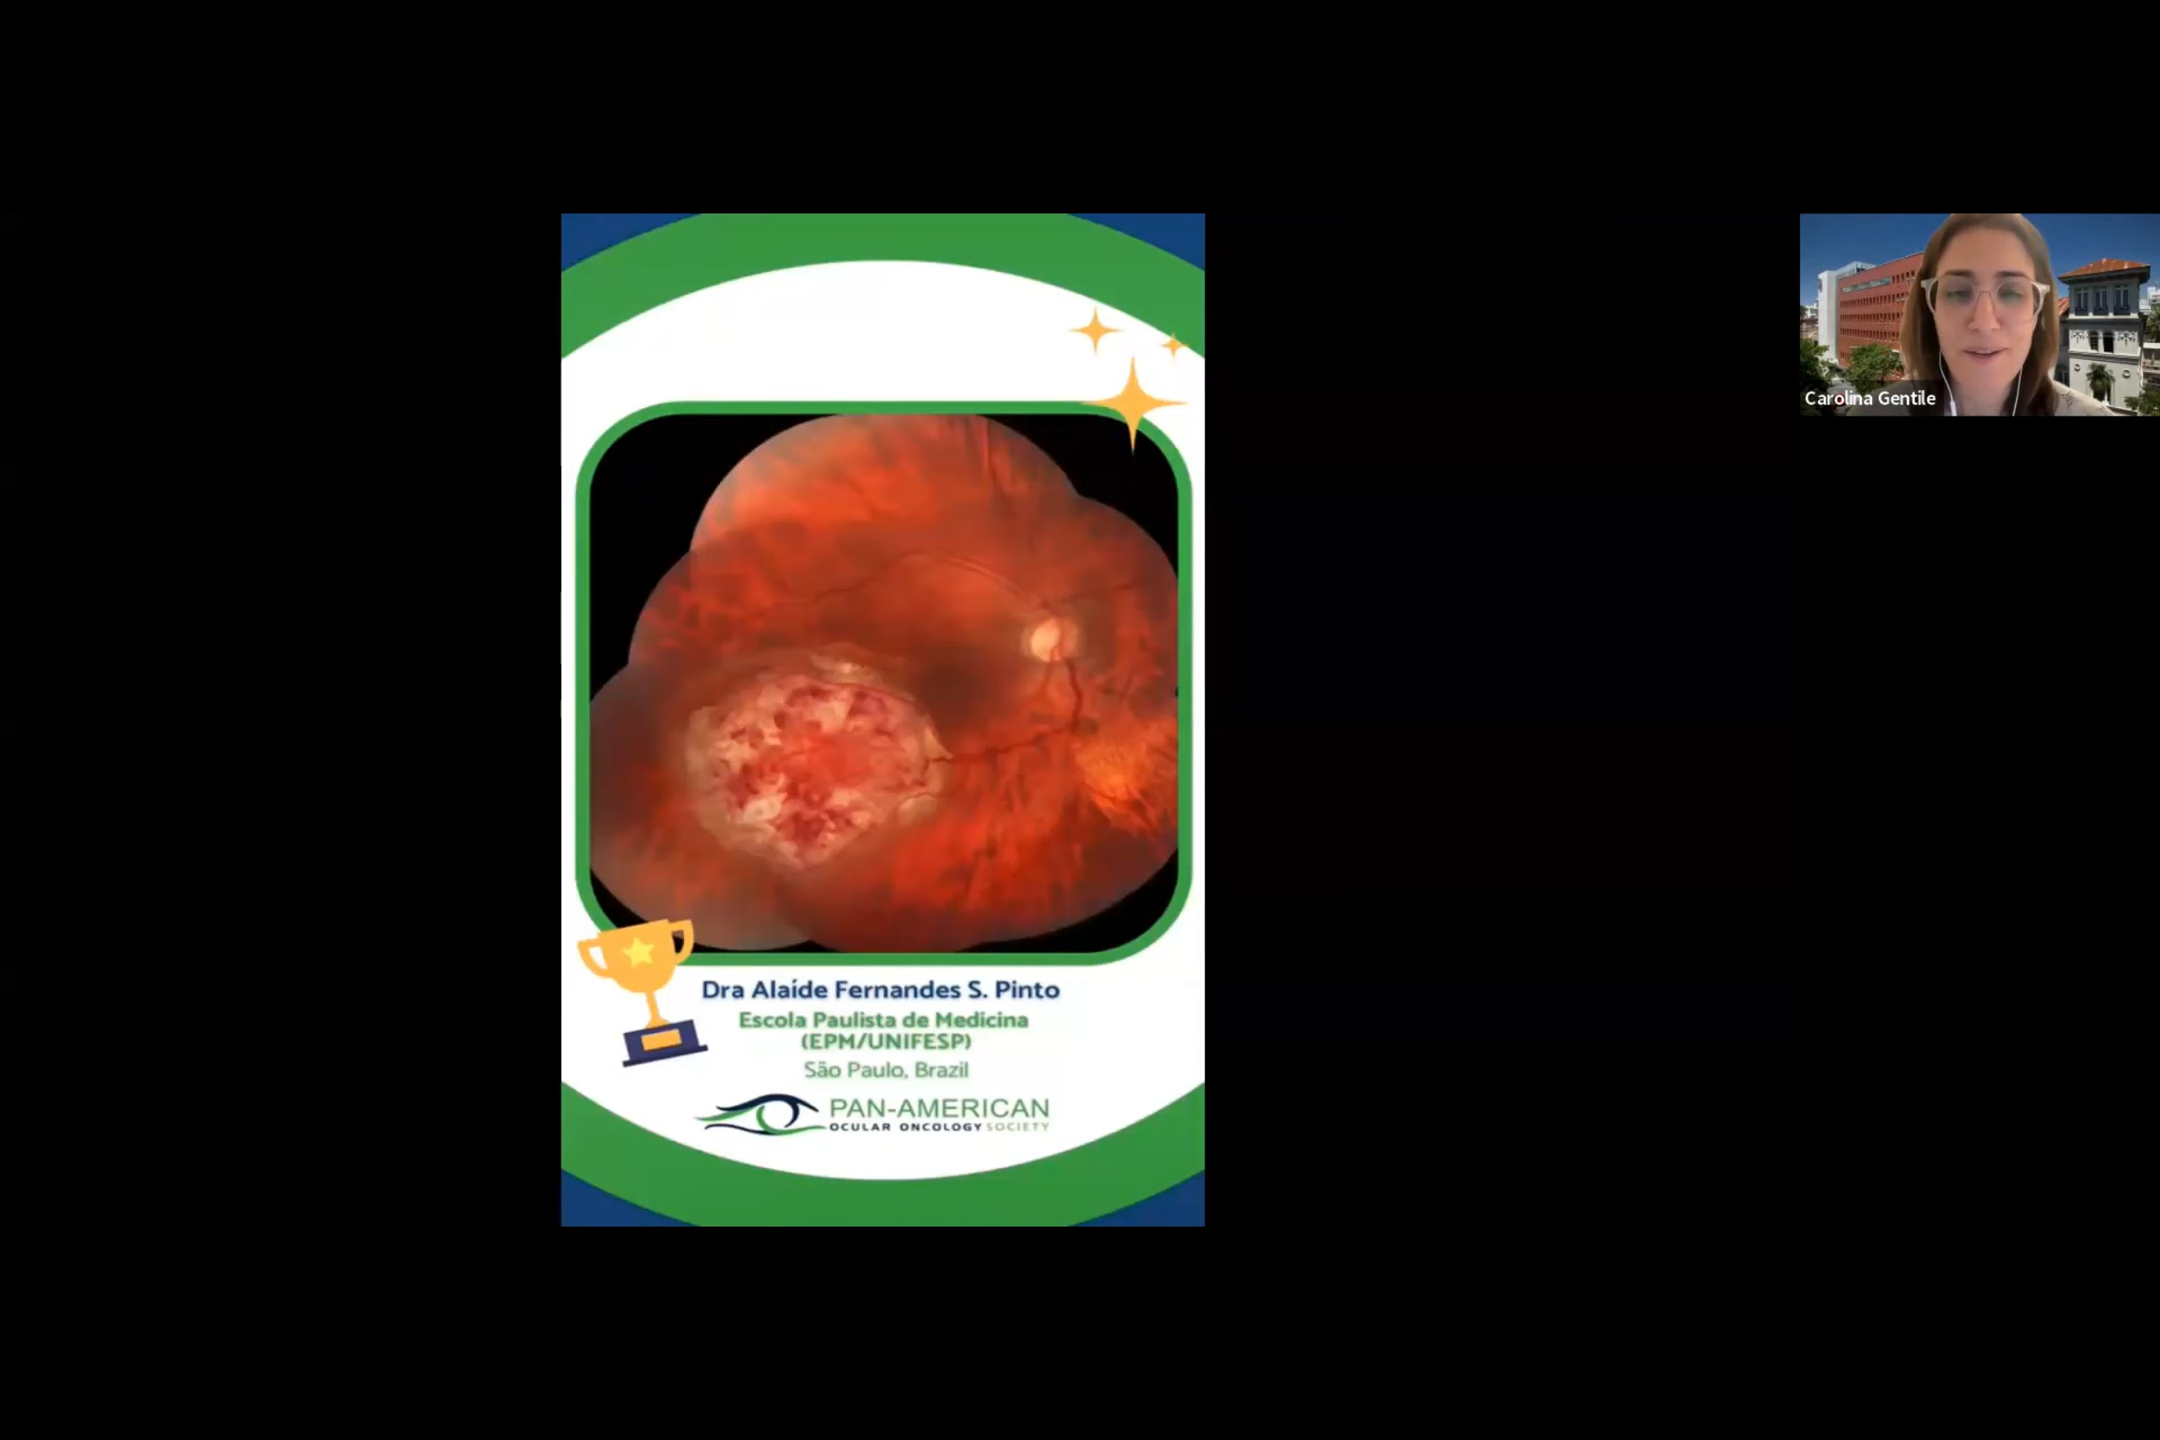 Carolina Gentile
Dra Alaíde Fernandes S. Pinto
Escola Paulista de Medicina
(EPM/UNIFESP)
São Paulo, Brazil
PAN-AMERICAN
OCULAR ONCOLOGY SOCIETY